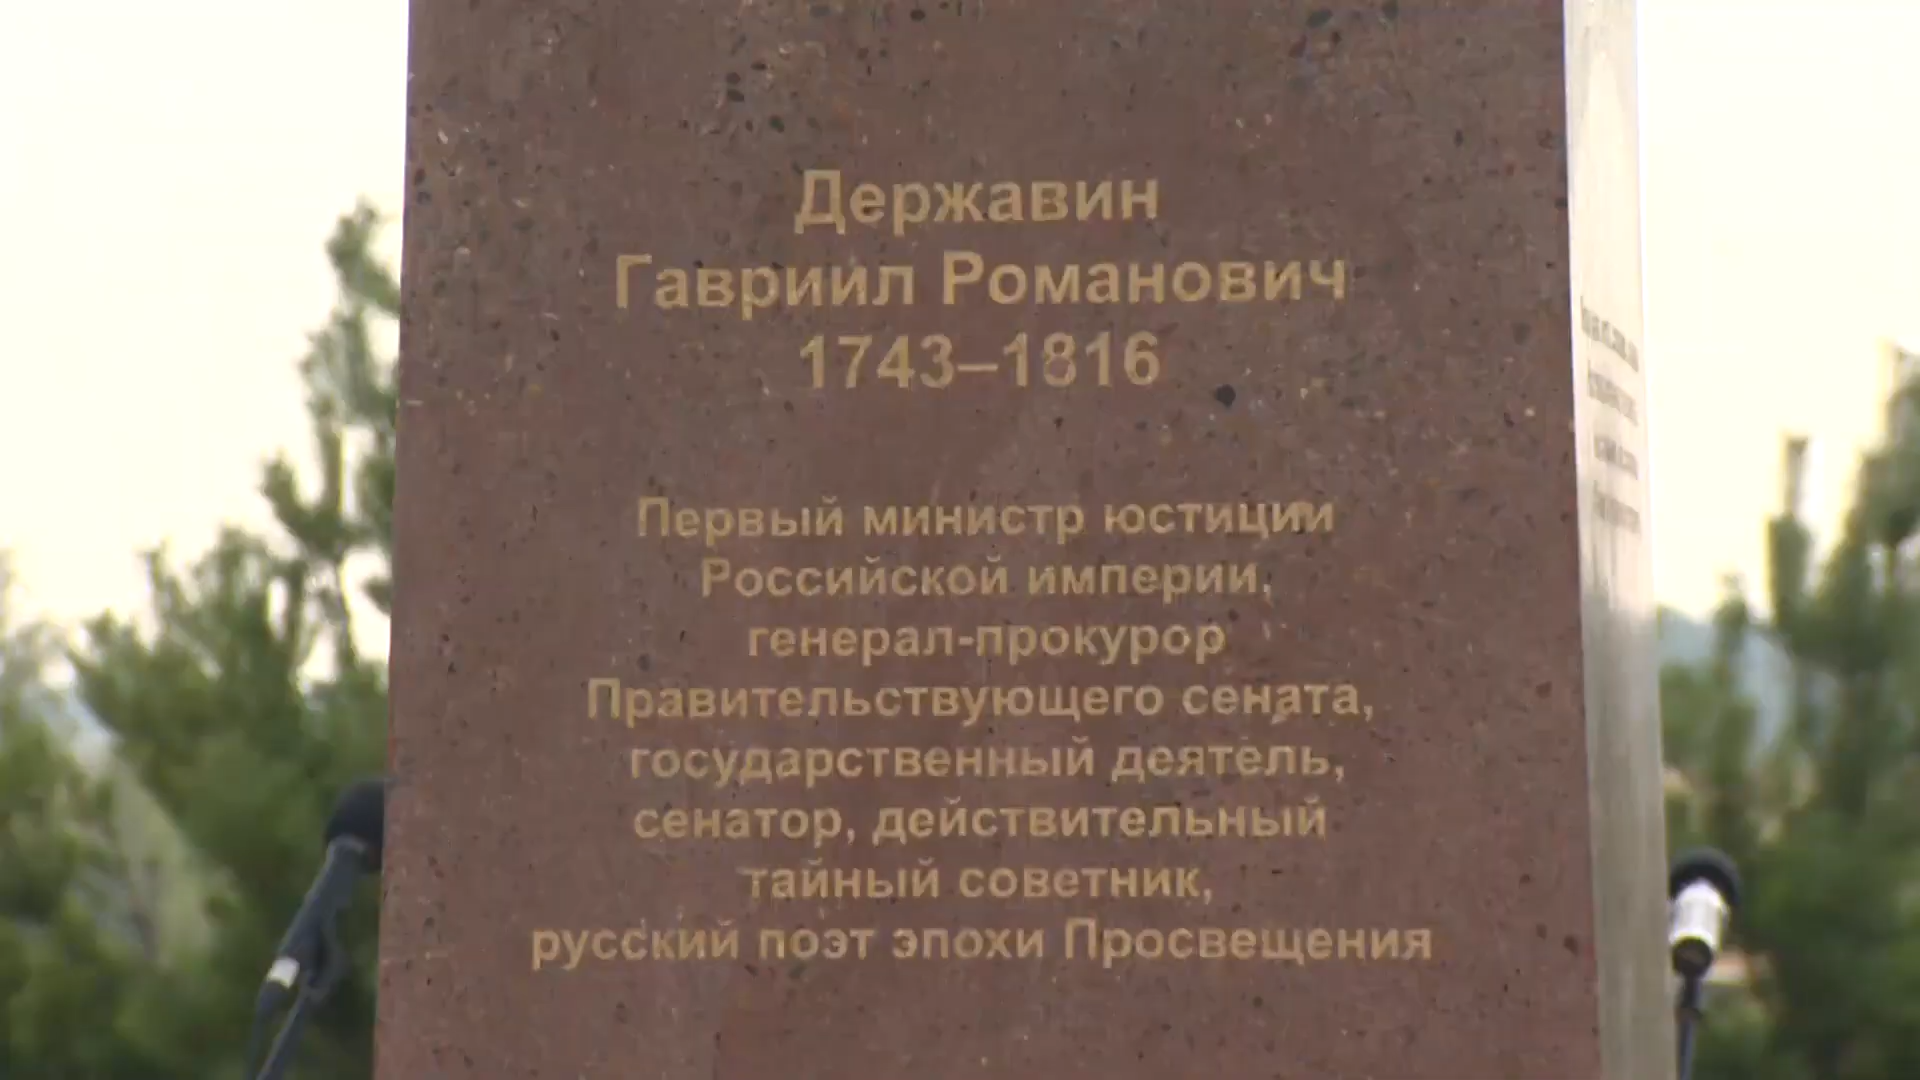 Державин
Гавриил Романович
1743–1816
Первый министр юстиции
Российской империи,
генерал-прокурор
Правительствующего сената,
государственный деятель,
сенатор, действительный
тайный советник,
русский поэт эпохи Просвещения